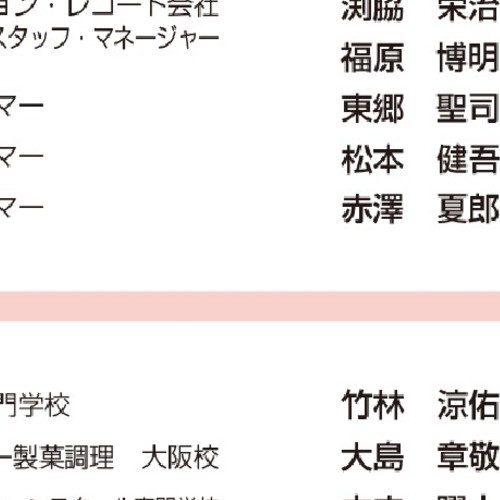 ョン・レコード会社　渕脇　栄治
スタッフ・マネージャー
福原　博明
マー　東郷　聖司
マー　松本　健吾
マー　赤澤　夏郎
門学校　竹林　涼佑
ー製菓調理　大阪校　大島　章敬